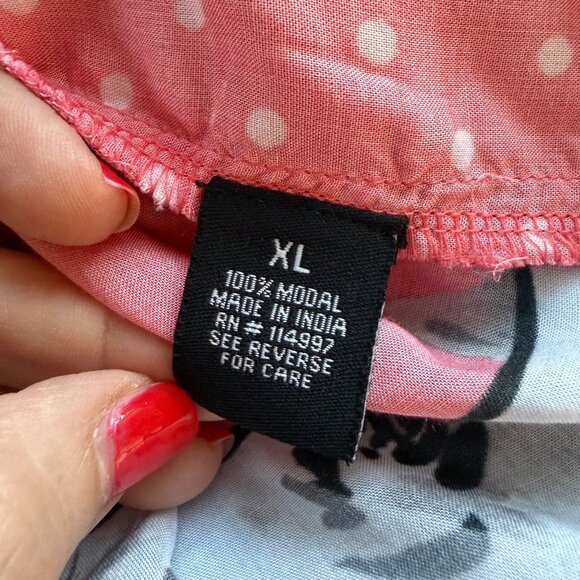 XL
100% MODAL
MADE IN INDIA
RN # 114997
SEE REVERSE
FOR CARE